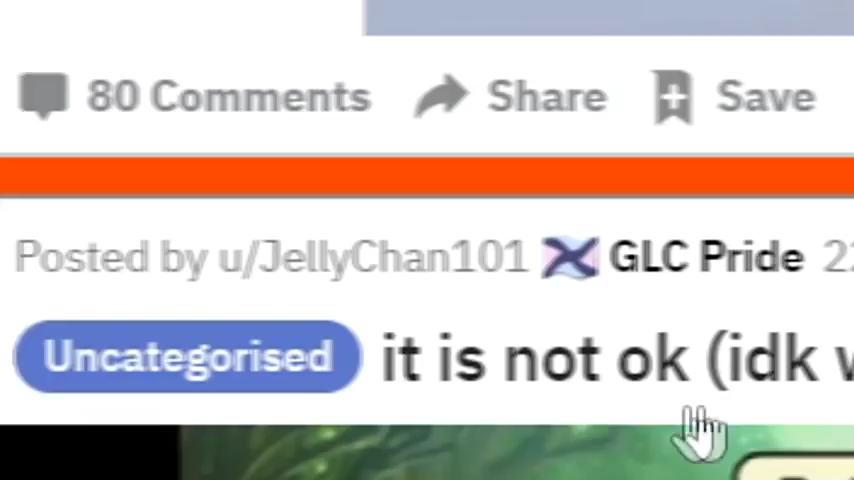 80 Comments Share Save
Posted by u/JellyChan101 GLC Pride
Uncategorised it is not ok (idk